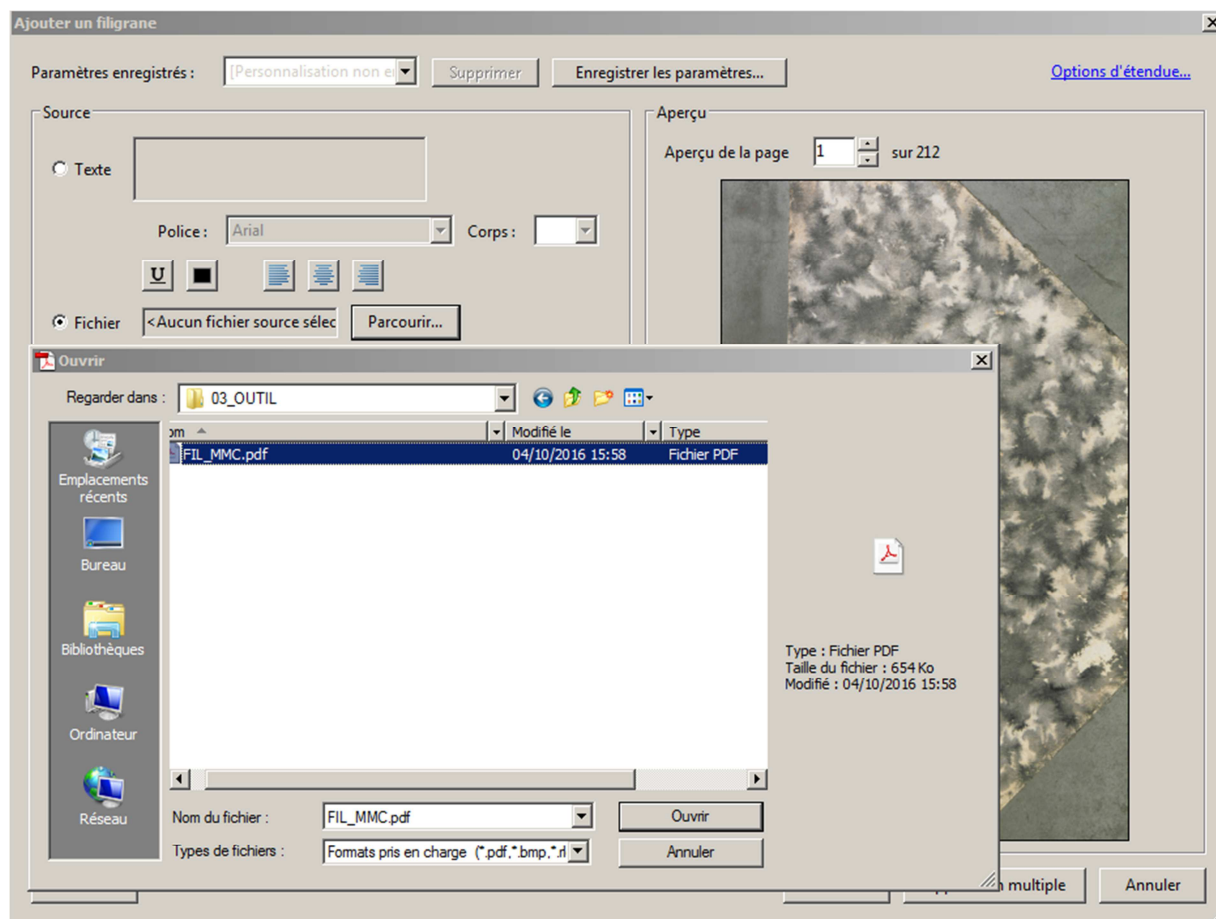 Ajouter un filigrane
Paramètres enregistrés : [Personnalisation non e Supprimer Enregistrer les paramètres... Options d'étendue...
Source
Texte
Police : Arial Corps :
U
Fichier <Aucun fichier source sélec Parcourir...
Aperçu
Aperçu de la page 1 sur 212
Ouvrir
Regarder dans : 03_OUTIL
om Modifié le Type
FIL_MMC.pdf 04/10/2016 15:58 Fichier PDF
Emplacements
récents
Bureau
Bibliothèques
Ordinateur
Réseau
Type : Fichier PDF
Taille du fichier : 654 Ko
Modifié : 04/10/2016 15:58
Nom du fichier : FIL_MMC.pdf Ouvrir
Types de fichiers : Formats pris en charge (*.pdf,*.bmp,*.rl Annuler
n multiple Annuler